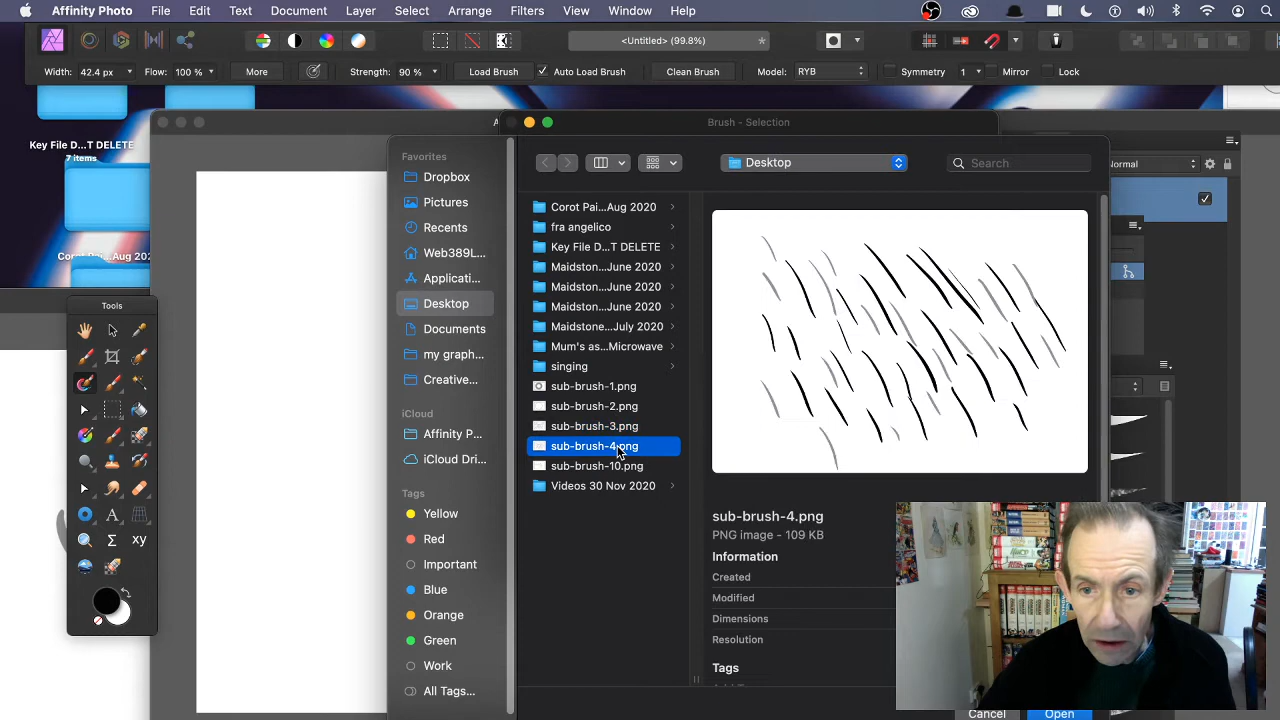 Affinity Photo File Edit Text Document Layer Select Arrange Filters View Window Help
<Untitled> (99.8%) *
Width: 42.4 px Flow: 100 % More Strength: 90 % Load Brush Auto Load Brush Clean Brush Model: RYB Symmetry 1 Mirror Lock
Key File D...T DELETE
7 items
Corot Pai...Aug 202
Tools
xy
A
Brush - Selection
Favorites
Dropbox
Pictures
Recents
Web389L...
Applicati...
Desktop
Documents
my graph...
Creative...
iCloud
Affinity P...
iCloud Dri...
Tags
Yellow
Red
Important
Blue
Orange
Green
Work
All Tags...
Desktop
Search
Corot Pai...Aug 2020
fra angelico
Key File D...T DELETE
Maidston...June 2020
Maidston...June 2020
Maidston...June 2020
Maidstone...July 2020
Mum's as...Microwave
singing
sub-brush-1.png
sub-brush-2.png
sub-brush-3.png
sub-brush-4.png
sub-brush-10.png
Videos 30 Nov 2020
sub-brush-4.png
PNG image - 109 KB
Information
Created
Modified
Dimensions
Resolution
Tags
Cancel Open
Normal